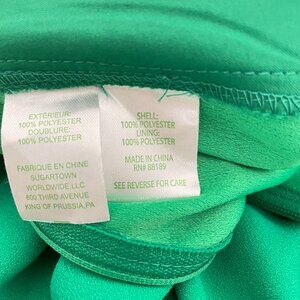 EXTÉRIEUR:
100% POLYESTER
DOUBLURE:
100% POLYESTER
FABRIQUE EN CHINE
SUGARTOWN
WORLDWIDE, LLC
800 THIRD AVENUE
KING OF PRUSSIA, PA
SHELL:
100% POLYESTER
LINING:
100% POLYESTER
MADE IN CHINA
RN# 88189
SEE REVERSE FOR CARE